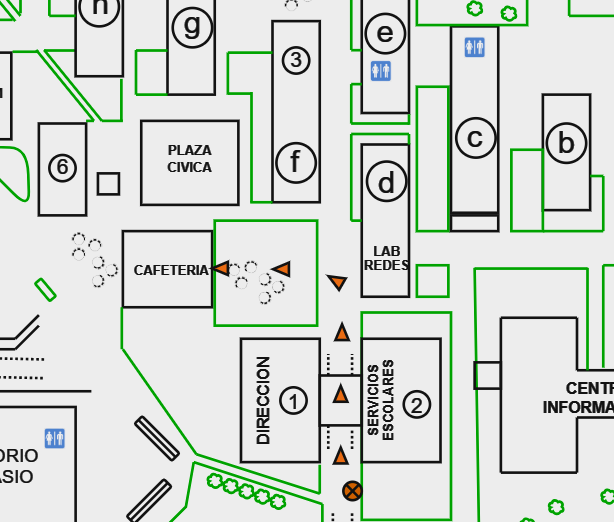 h
g
e
3
c
b
PLAZA
CIVICA
6
f
d
LAB
REDES
CAFETERIA
DIRECCION
1
SERVICIOS
ESCOLARES
2
CENTR
INFORMA
ORIO
ASIO